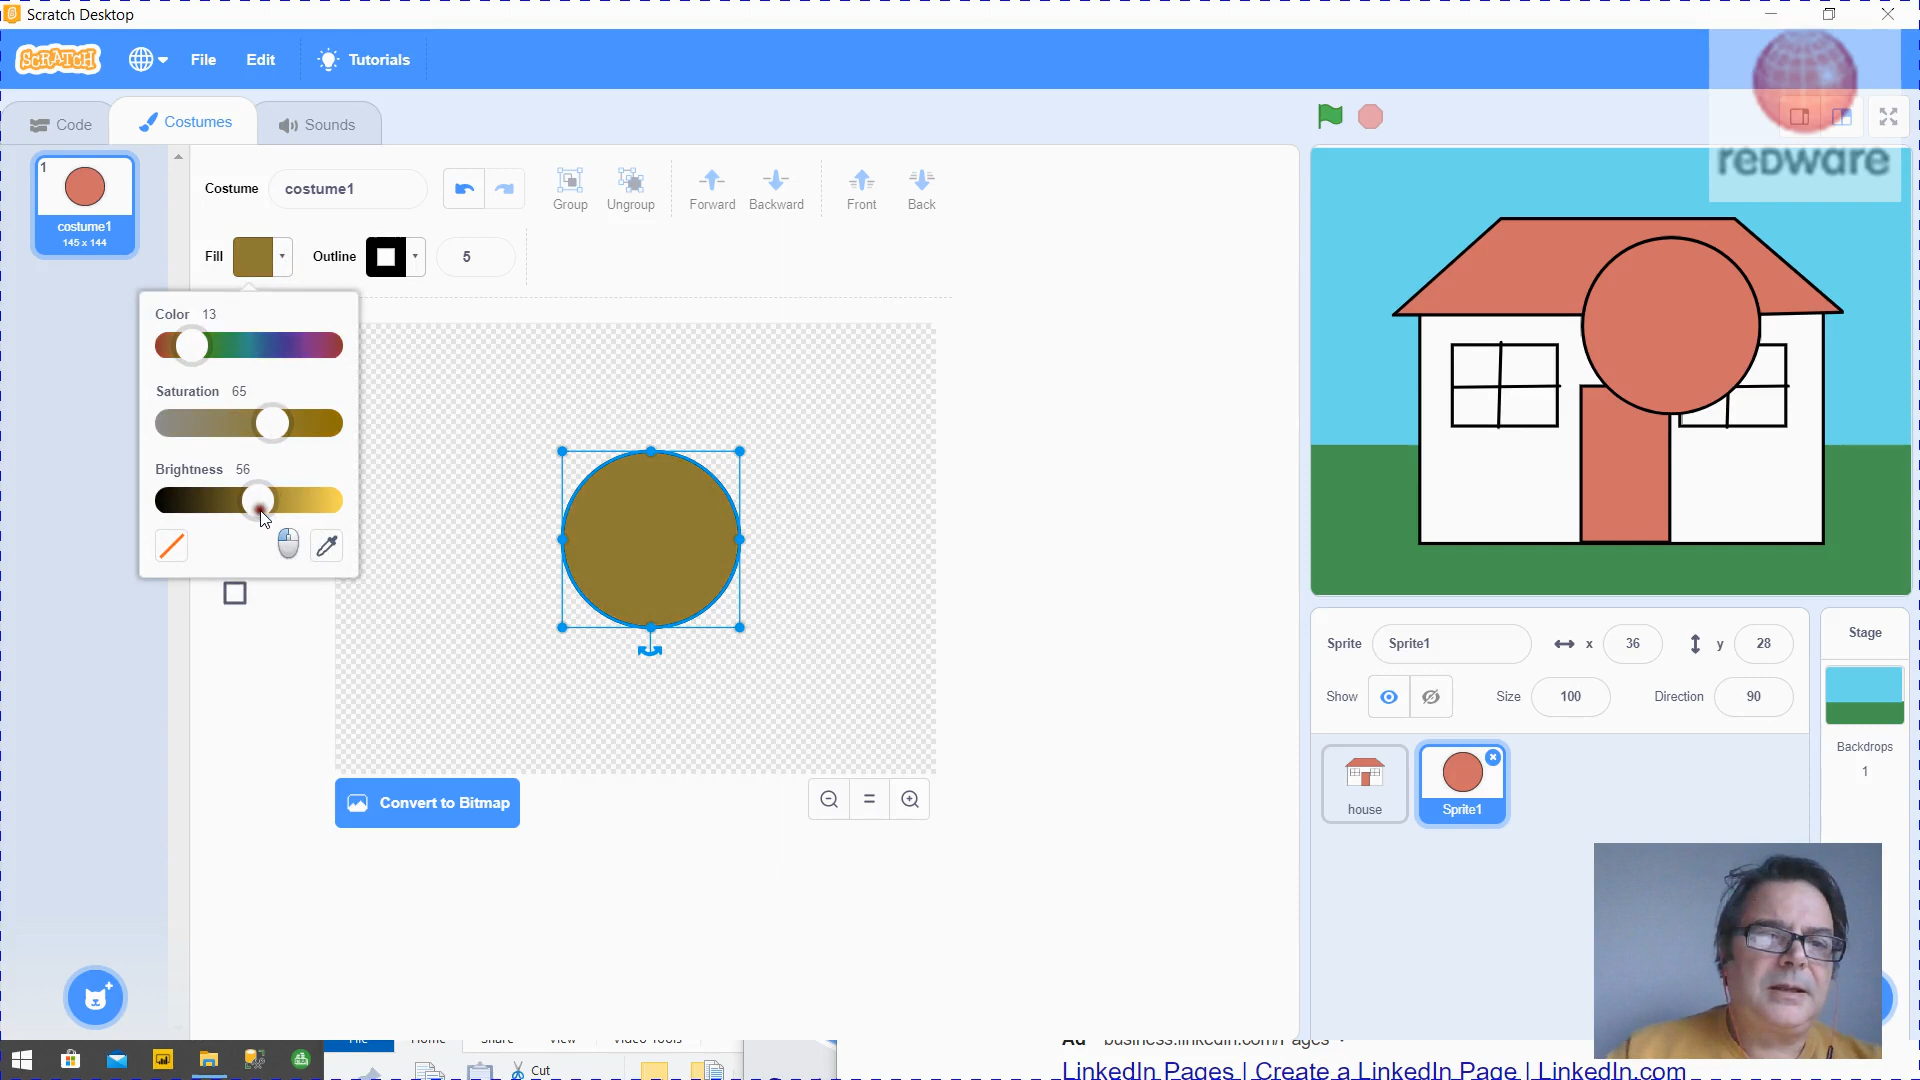 Scratch Desktop
SCRATCH
File
Edit
Tutorials
Code
Costumes
Sounds
redware
1
costume1
145 x 144
Costume
costume1
Group
Ungroup
Forward
Backward
Front
Back
Fill
Outline
5
Color 13
Saturation 65
Brightness 56
Convert to Bitmap
Sprite
Sprite1
x
36
y
28
Show
Size
100
Direction
90
Stage
Backdrops
1
house
Sprite1
Cut
LinkedIn Pages | Create a LinkedIn Page | LinkedIn.com